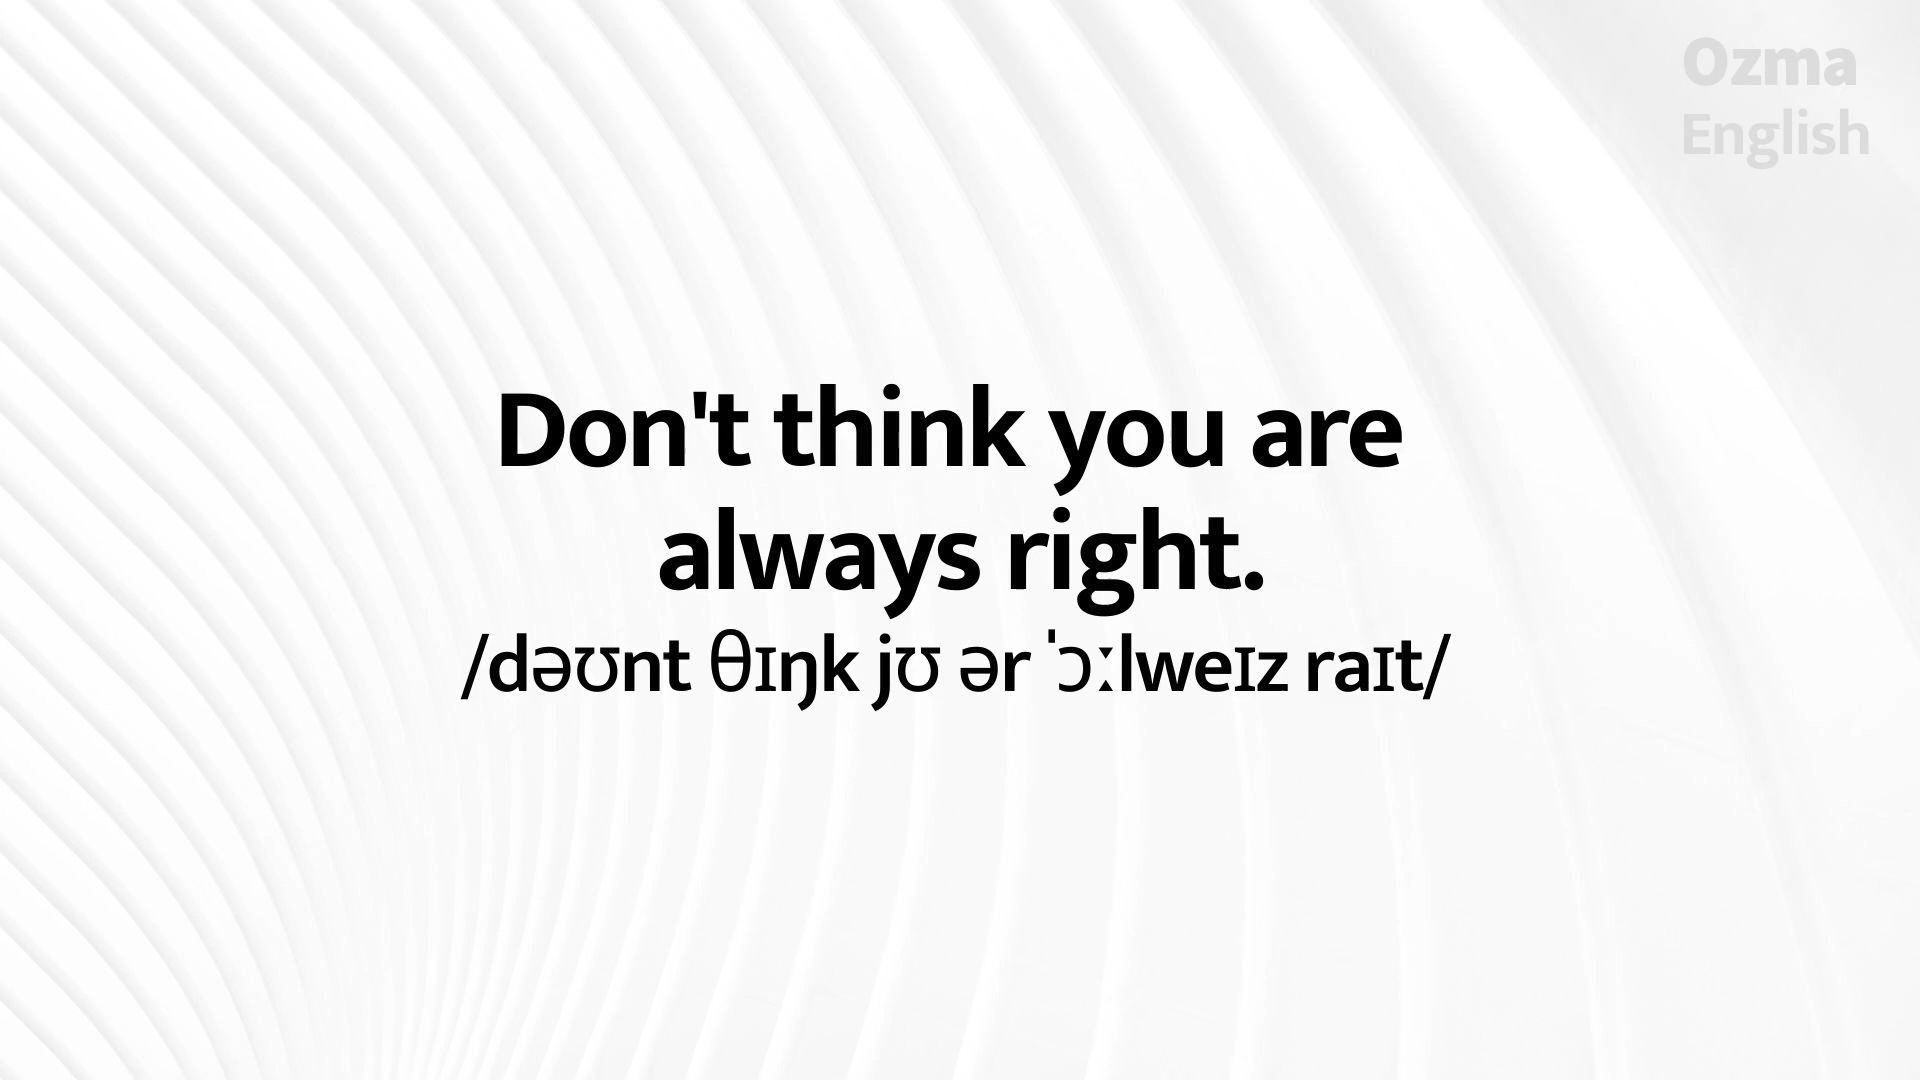 Ozma
English
Don't think you are
always right.
/dəʊnt θɪŋk jʊ ər ˈɔːlweɪz raɪt/